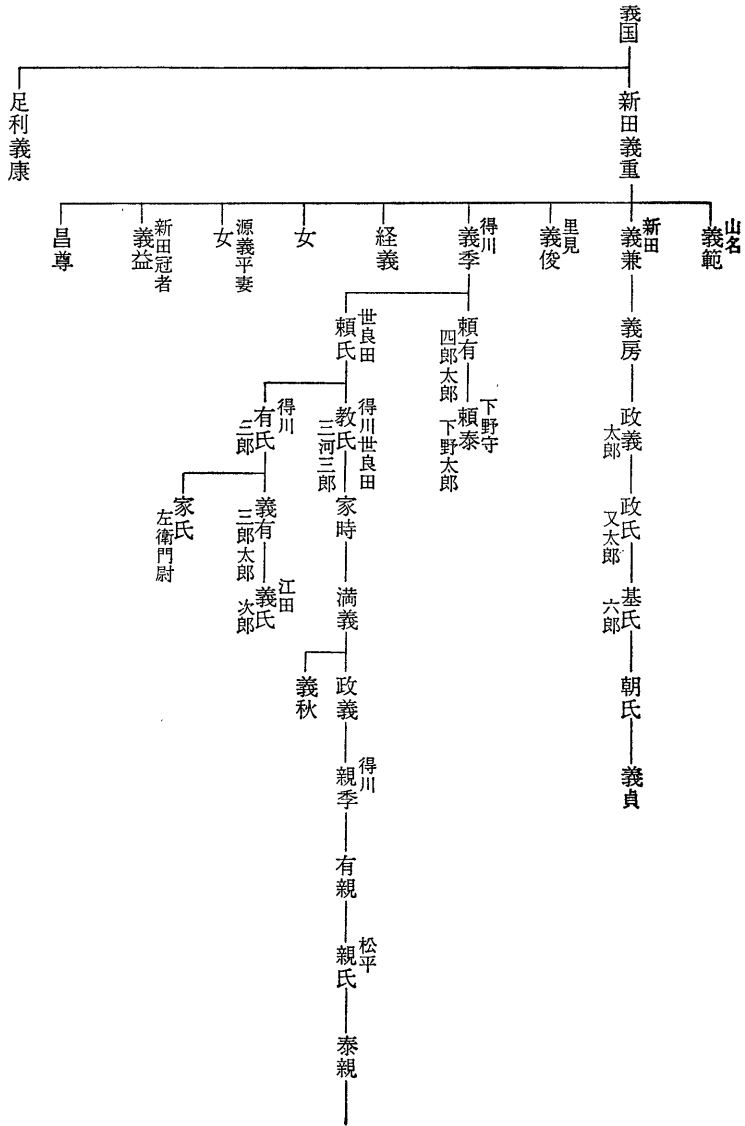 義国
新田義重
足利義康
山名
義範
新田
義兼
里見
義俊
得川
義季
経義
女
源義平妻
女
新田冠者
義益
昌尊
義房
政義
太郎
政氏
又太郎
基氏
六郎
朝氏
義貞
頼有
四郎太郎
下野守
頼泰
下野太郎
世良田
頼氏
得川世良田
教氏
三河三郎
家時
満義
政義
義秋
得川
親季
有親
松平
親氏
泰親
得川
有氏
三郎
義有
三郎太郎
江田
義氏
次郎
家氏
左衛門尉